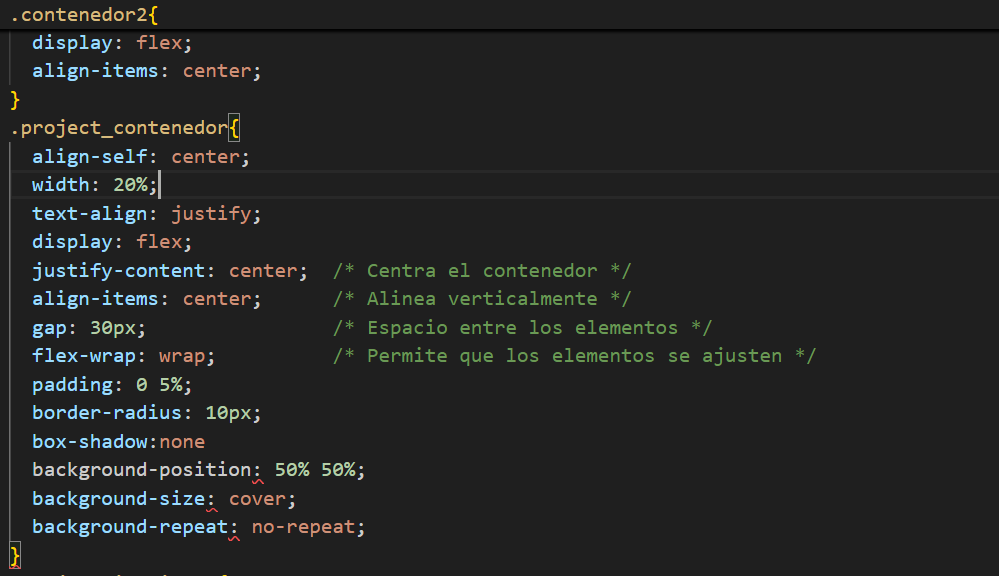 .contenedor2{
display: flex;
align-items: center;
}
.project_contenedor{
align-self: center;
width: 20%;
text-align: justify;
display: flex;
justify-content: center;  /* Centra el contenedor */
align-items: center;      /* Alinea verticalmente */
gap: 30px;                /* Espacio entre los elementos */
flex-wrap: wrap;          /* Permite que los elementos se ajusten */
padding: 0 5%;
border-radius: 10px;
box-shadow:none
background-position: 50% 50%;
background-size: cover;
background-repeat: no-repeat;
}